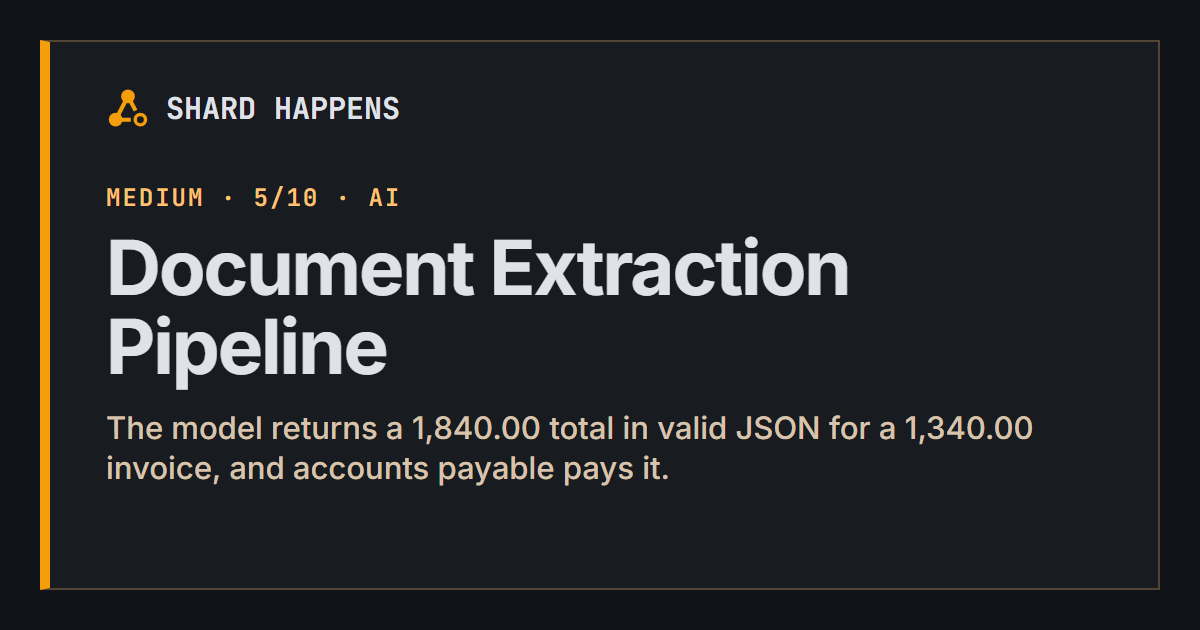 SHARD HAPPENS
MEDIUM · 5/10 · AI
Document Extraction
Pipeline
The model returns a 1,840.00 total in valid JSON for a 1,340.00
invoice, and accounts payable pays it.